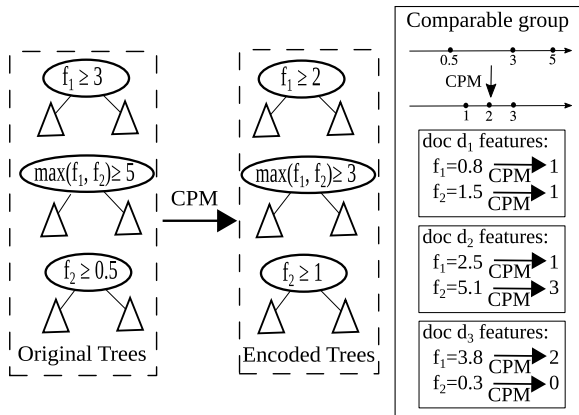 f₁ ≥ 3
max(f₁, f₂) ≥ 5
f₂ ≥ 0.5
Original Trees
CPM
f₁ ≥ 2
max(f₁, f₂) ≥ 3
f₂ ≥ 1
Encoded Trees
Comparable group
0.5 3 5
CPM
1 2 3
doc d₁ features:
f₁=0.8 CPM 1
f₂=1.5 CPM 1
doc d₂ features:
f₁=2.5 CPM 1
f₂=5.1 CPM 3
doc d₃ features:
f₁=3.8 CPM 2
f₂=0.3 CPM 0